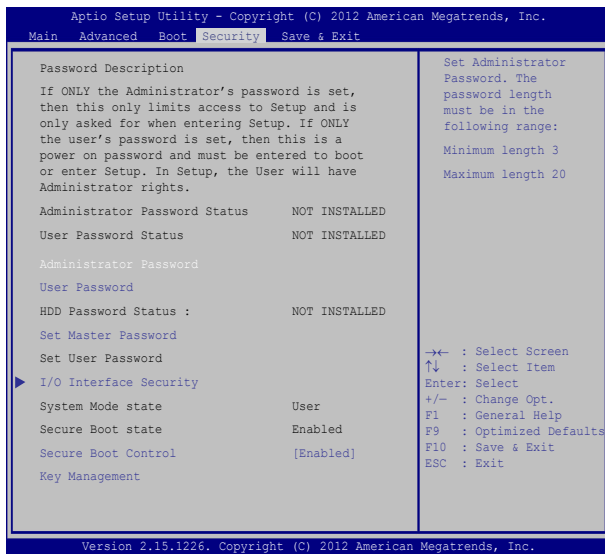 Aptio Setup Utility - Copyright (C) 2012 American Megatrends, Inc.
Main Advanced Boot Security Save & Exit
Password Description
If ONLY the Administrator's password is set,
then this only limits access to Setup and is
only asked for when entering Setup. If ONLY
the user's password is set, then this is a
power on password and must be entered to boot
or enter Setup. In Setup, the User will have
Administrator rights.
Administrator Password Status NOT INSTALLED
User Password Status NOT INSTALLED
Administrator Password
User Password
HDD Password Status : NOT INSTALLED
Set Master Password
Set User Password
I/O Interface Security
System Mode state User
Secure Boot state Enabled
Secure Boot Control [Enabled]
Key Management
Set Administrator
Password. The
password length
must be in the
following range:
Minimum length 3
Maximum length 20
→← : Select Screen
↑↓ : Select Item
Enter: Select
+/— : Change Opt.
F1 : General Help
F9 : Optimized Defaults
F10 : Save & Exit
ESC : Exit
Version 2.15.1226. Copyright (C) 2012 American Megatrends, Inc.